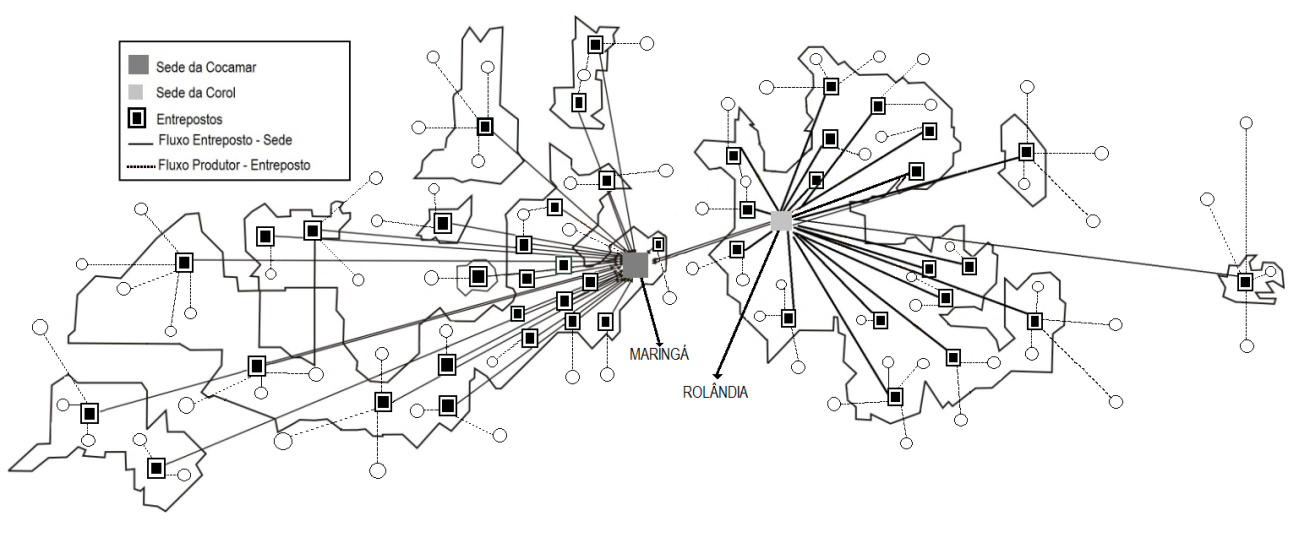 Sede da Cocamar
Sede da Corol
Entrepostos
Fluxo Entreposto - Sede
Fluxo Produtor - Entreposto
MARINGÁ
ROLÂNDIA